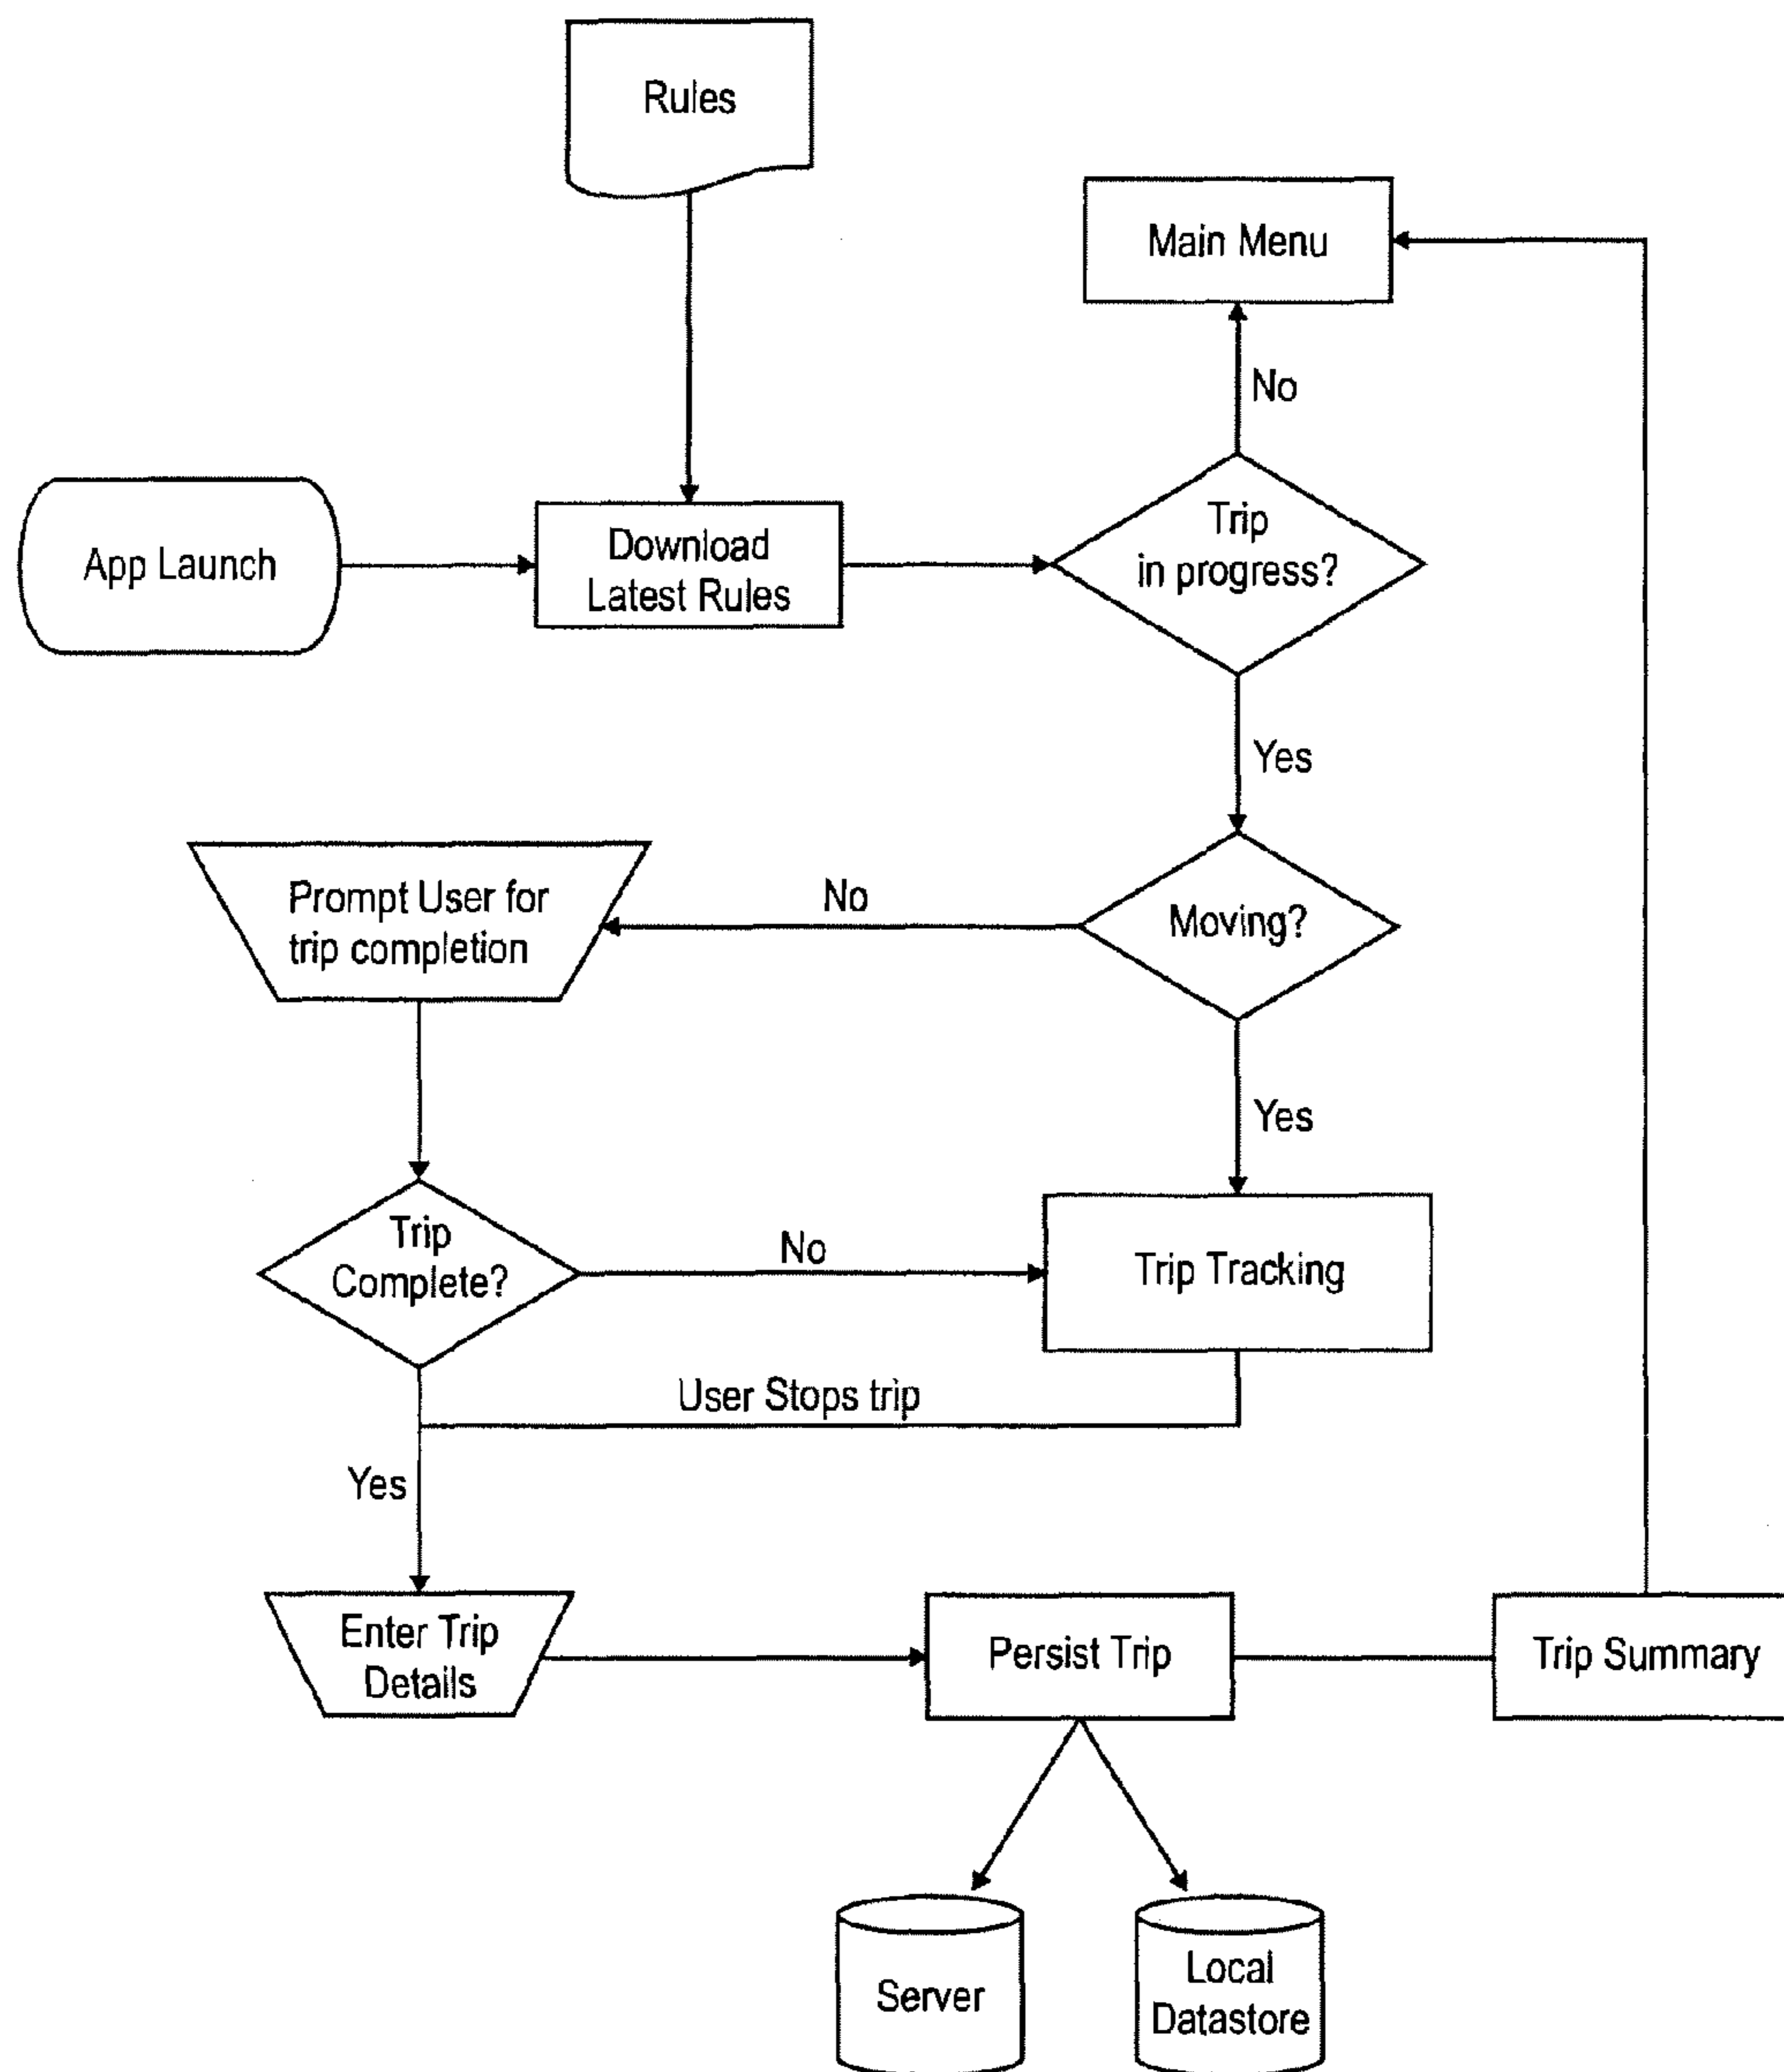 Rules
Main Menu
No
App Launch
Download
Latest Rules
Trip
in progress?
Yes
Prompt User for
trip completion
No
Moving?
Yes
Trip
Complete?
No
Trip Tracking
User Stops trip
Yes
Enter Trip
Details
Persist Trip
Trip Summary
Server
Local
Datastore